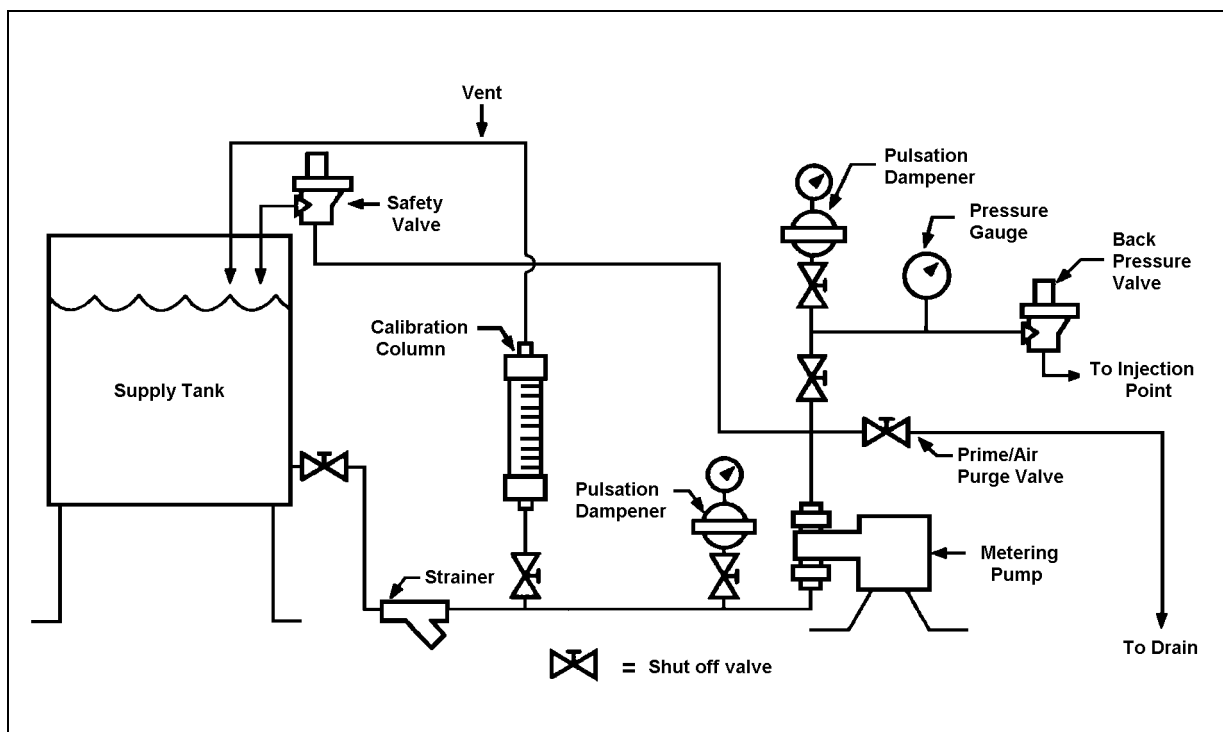 Vent
Pulsation
Dampener
Safety
Valve
Pressure
Gauge
Back
Pressure
Valve
Calibration
Column
Supply Tank
To Injection
Point
Prime/Air
Purge Valve
Pulsation
Dampener
Metering
Pump
Strainer
To Drain
= Shut off valve